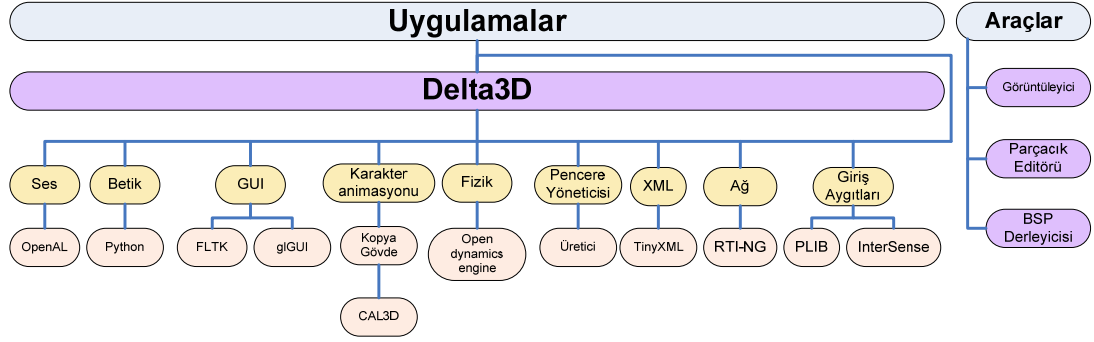 Uygulamalar
Araçlar
Delta3D
Görüntüleyici
Parçacık
Editörü
BSP
Derleyicisi
Ses
Betik
GUI
Karakter
animasyonu
Fizik
Pencere
Yöneticisi
XML
Ağ
Giriş
Aygıtları
OpenAL
Python
FLTK
glGUI
Kopya
Gövde
Open
dynamics
engine
Üretici
TinyXML
RTI-NG
PLIB
InterSense
CAL3D